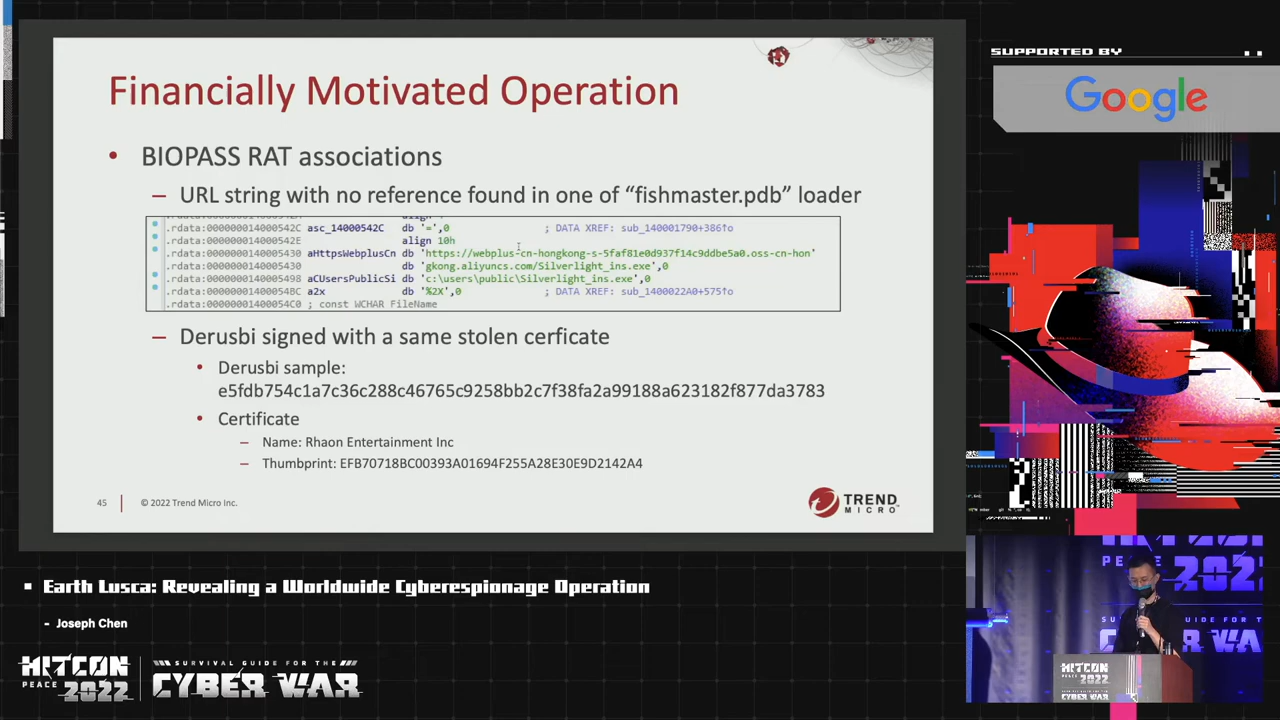 Financially Motivated Operation
• BIOPASS RAT associations
– URL string with no reference found in one of “fishmaster.pdb” loader
align
.rdata:000000014000542C asc_14000542C db '=',0 ; DATA XREF: sub_140001790+386↑o
.rdata:000000014000542E align 10h
.rdata:0000000140005430 aHttpsWebplusCn db 'https://webplus-cn-hongkong-s-5faf81e0d937f14c9ddbe5a0.oss-cn-hon'
.rdata:0000000140005430 db 'gkong.aliyuncs.com/Silverlight_ins.exe',0
.rdata:0000000140005498 aCUsersPublicSi db 'c:\users\public\Silverlight_ins.exe',0
.rdata:00000001400054BC a2x db '%2X',0 ; DATA XREF: sub_1400022A0+575↑o
.rdata:00000001400054C0 ; const WCHAR FileName
– Derusbi signed with a same stolen cerficate
• Derusbi sample:
e5fdb754c1a7c36c288c46765c9258bb2c7f38fa2a99188a623182f877da3783
• Certificate
– Name: Rhaon Entertainment Inc
– Thumbprint: EFB70718BC00393A01694F255A28E30E9D2142A4
45
© 2022 Trend Micro Inc.
TREND
MICRO
SUPPORTED BY
Google
Earth Lusca: Revealing a Worldwide Cyberespionage Operation
- Joseph Chen
HITCON
PEACE 2022
SURVIVAL GUIDE FOR THE
CYBER WAR
PEACE
2022
HITCON
2022